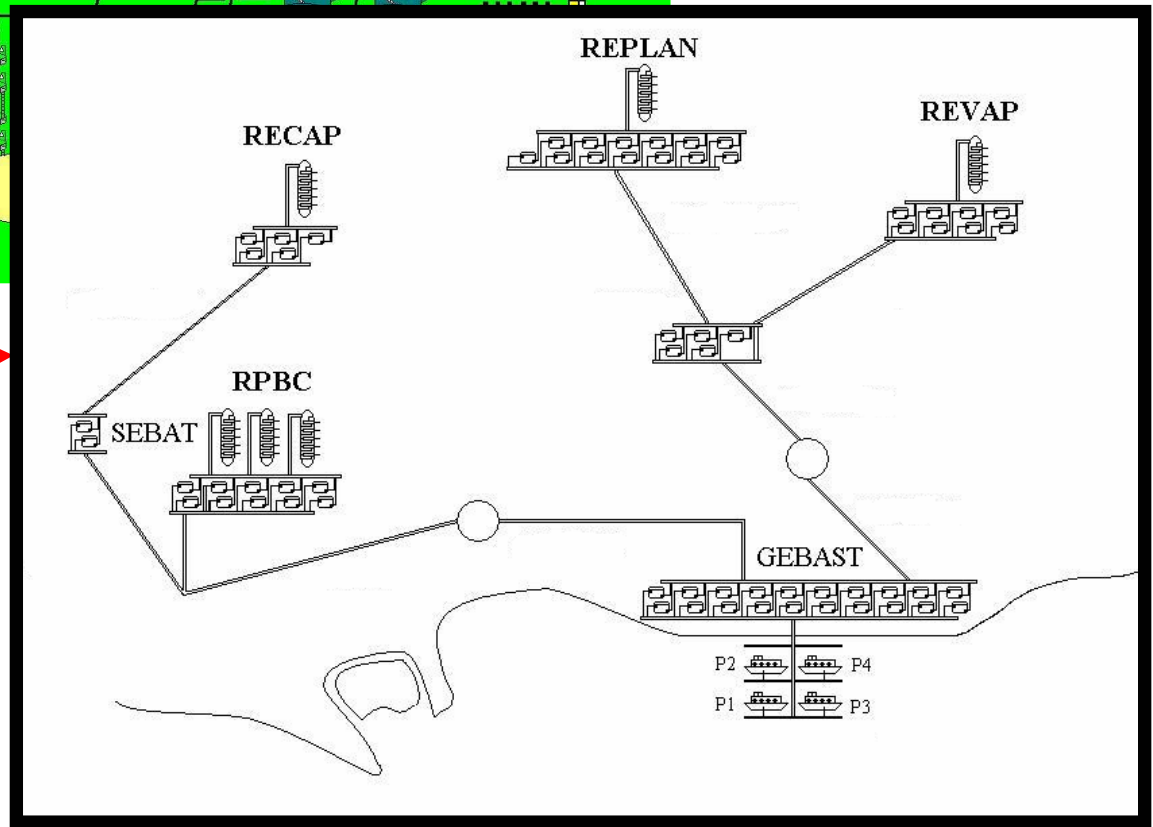 REPLAN
REVAP
RECAP
RPBC
SEBAT
GEBAST
P2
P4
P1
P3